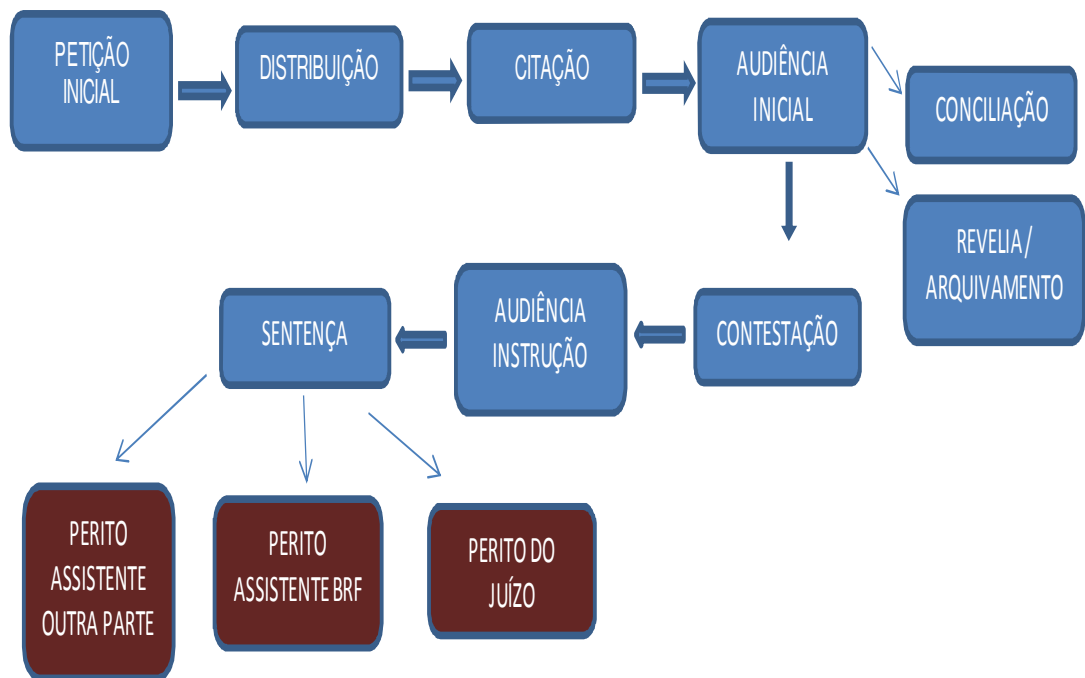 PETIÇÃO
INICIAL
DISTRIBUIÇÃO
CITAÇÃO
AUDIÊNCIA
INICIAL
CONCILIAÇÃO
REVELIA /
ARQUIVAMENTO
CONTESTAÇÃO
AUDIÊNCIA
INSTRUÇÃO
SENTENÇA
PERITO
ASSISTENTE
OUTRA PARTE
PERITO
ASSISTENTE BRF
PERITO DO
JUÍZO